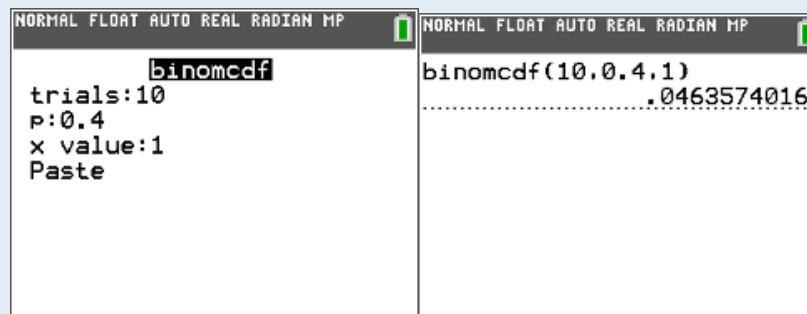 NORMAL FLOAT AUTO REAL RADIAN MP
binomcdf
trials:10
p:0.4
x value:1
Paste
NORMAL FLOAT AUTO REAL RADIAN MP
binomcdf(10,0.4,1)
.0463574016